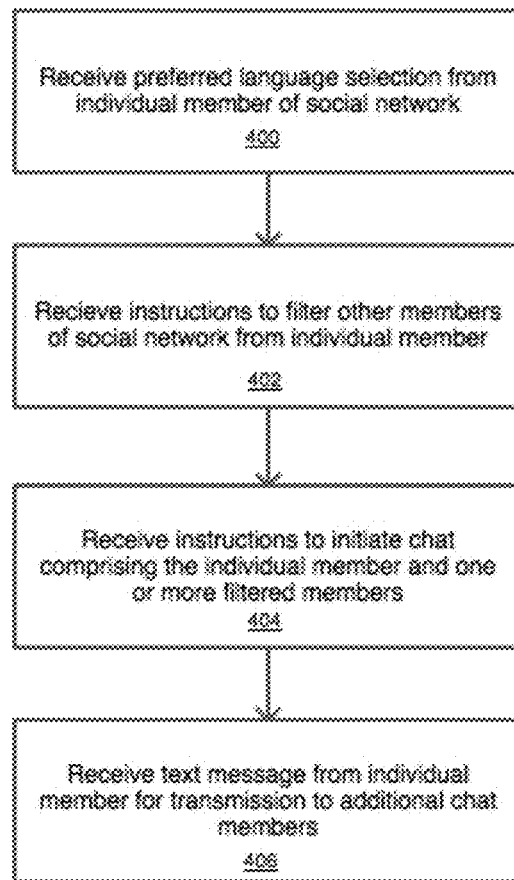 Receive preferred language selection from
individual member of social network
400
Recieve instructions to filter other members
of social network from individual member
402
Receive instructions to initiate chat
comprising the individual member and one
or more filtered members
404
Receive text message from individual
member for transmission to additional chat
members
406